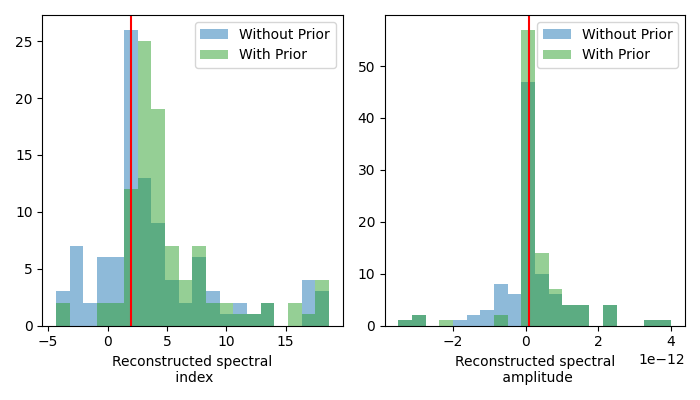 Without Prior
With Prior
25
20
15
10
5
0
−5
0
5
10
15
Reconstructed spectral
index
Without Prior
With Prior
50
40
30
20
10
0
−2
0
2
4
1e−12
Reconstructed spectral
amplitude